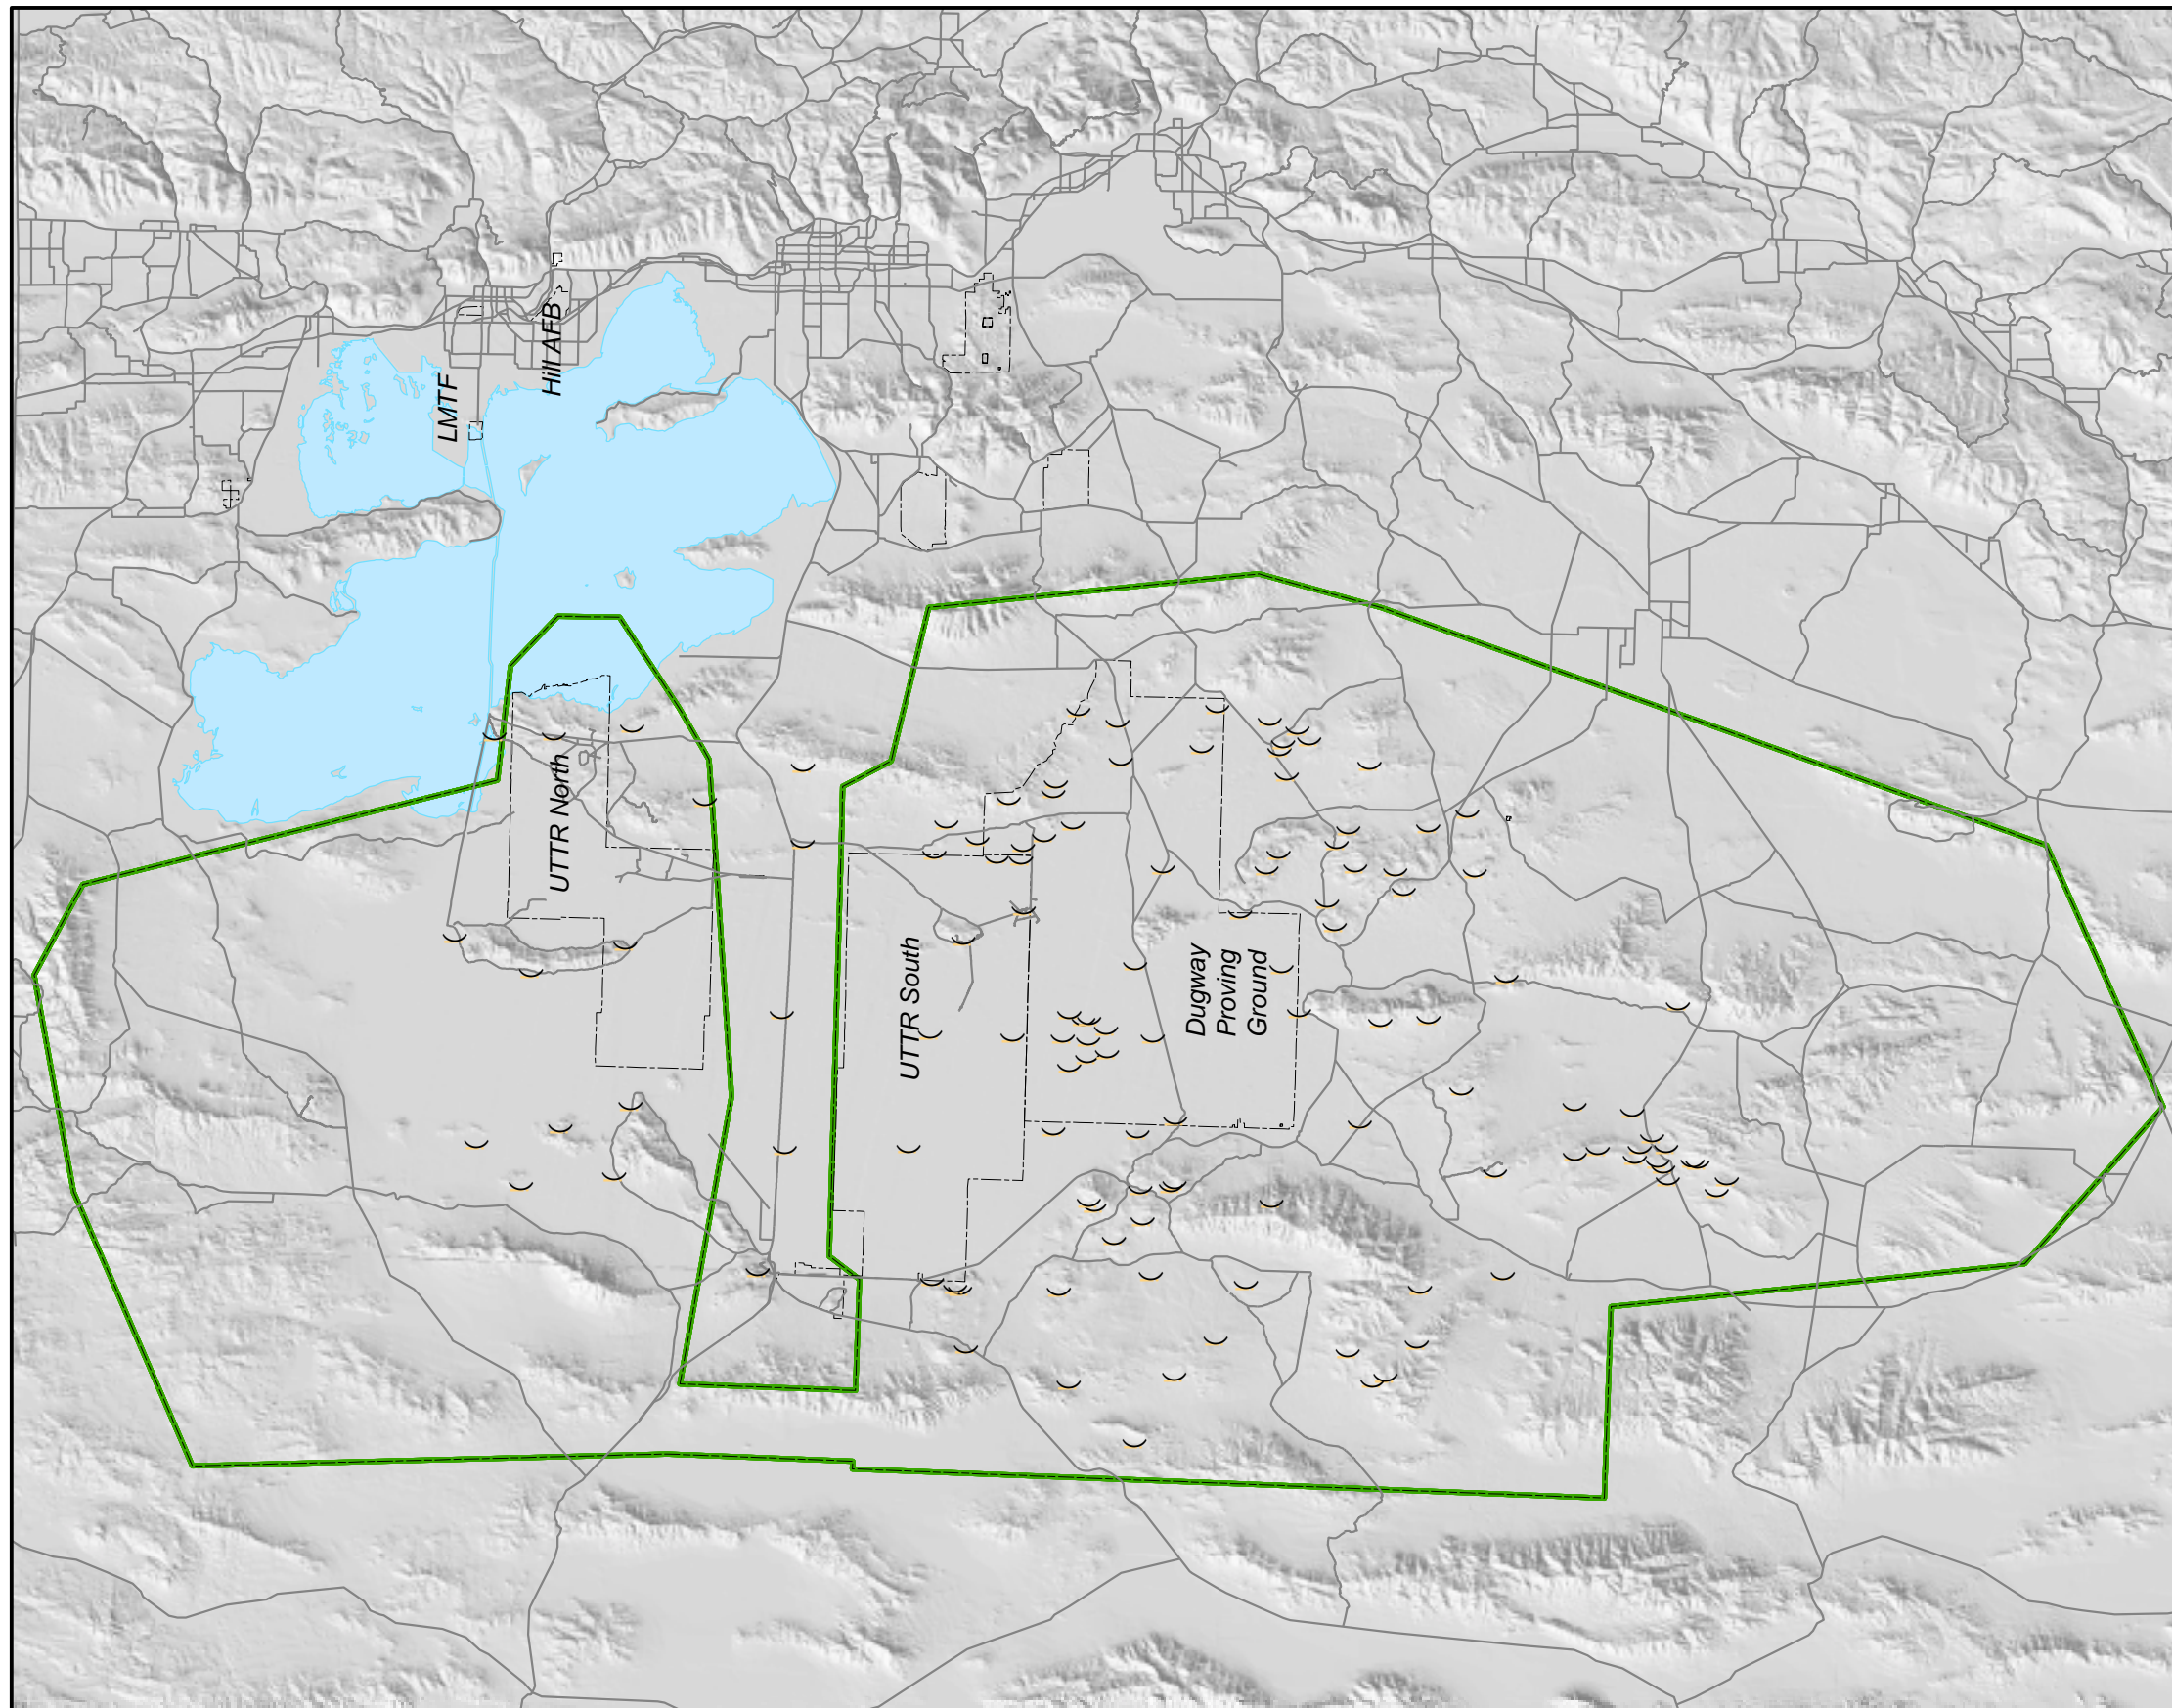 LMTF
Hill AFB
UTTR North
UTTR South
Dugway
Proving
Ground